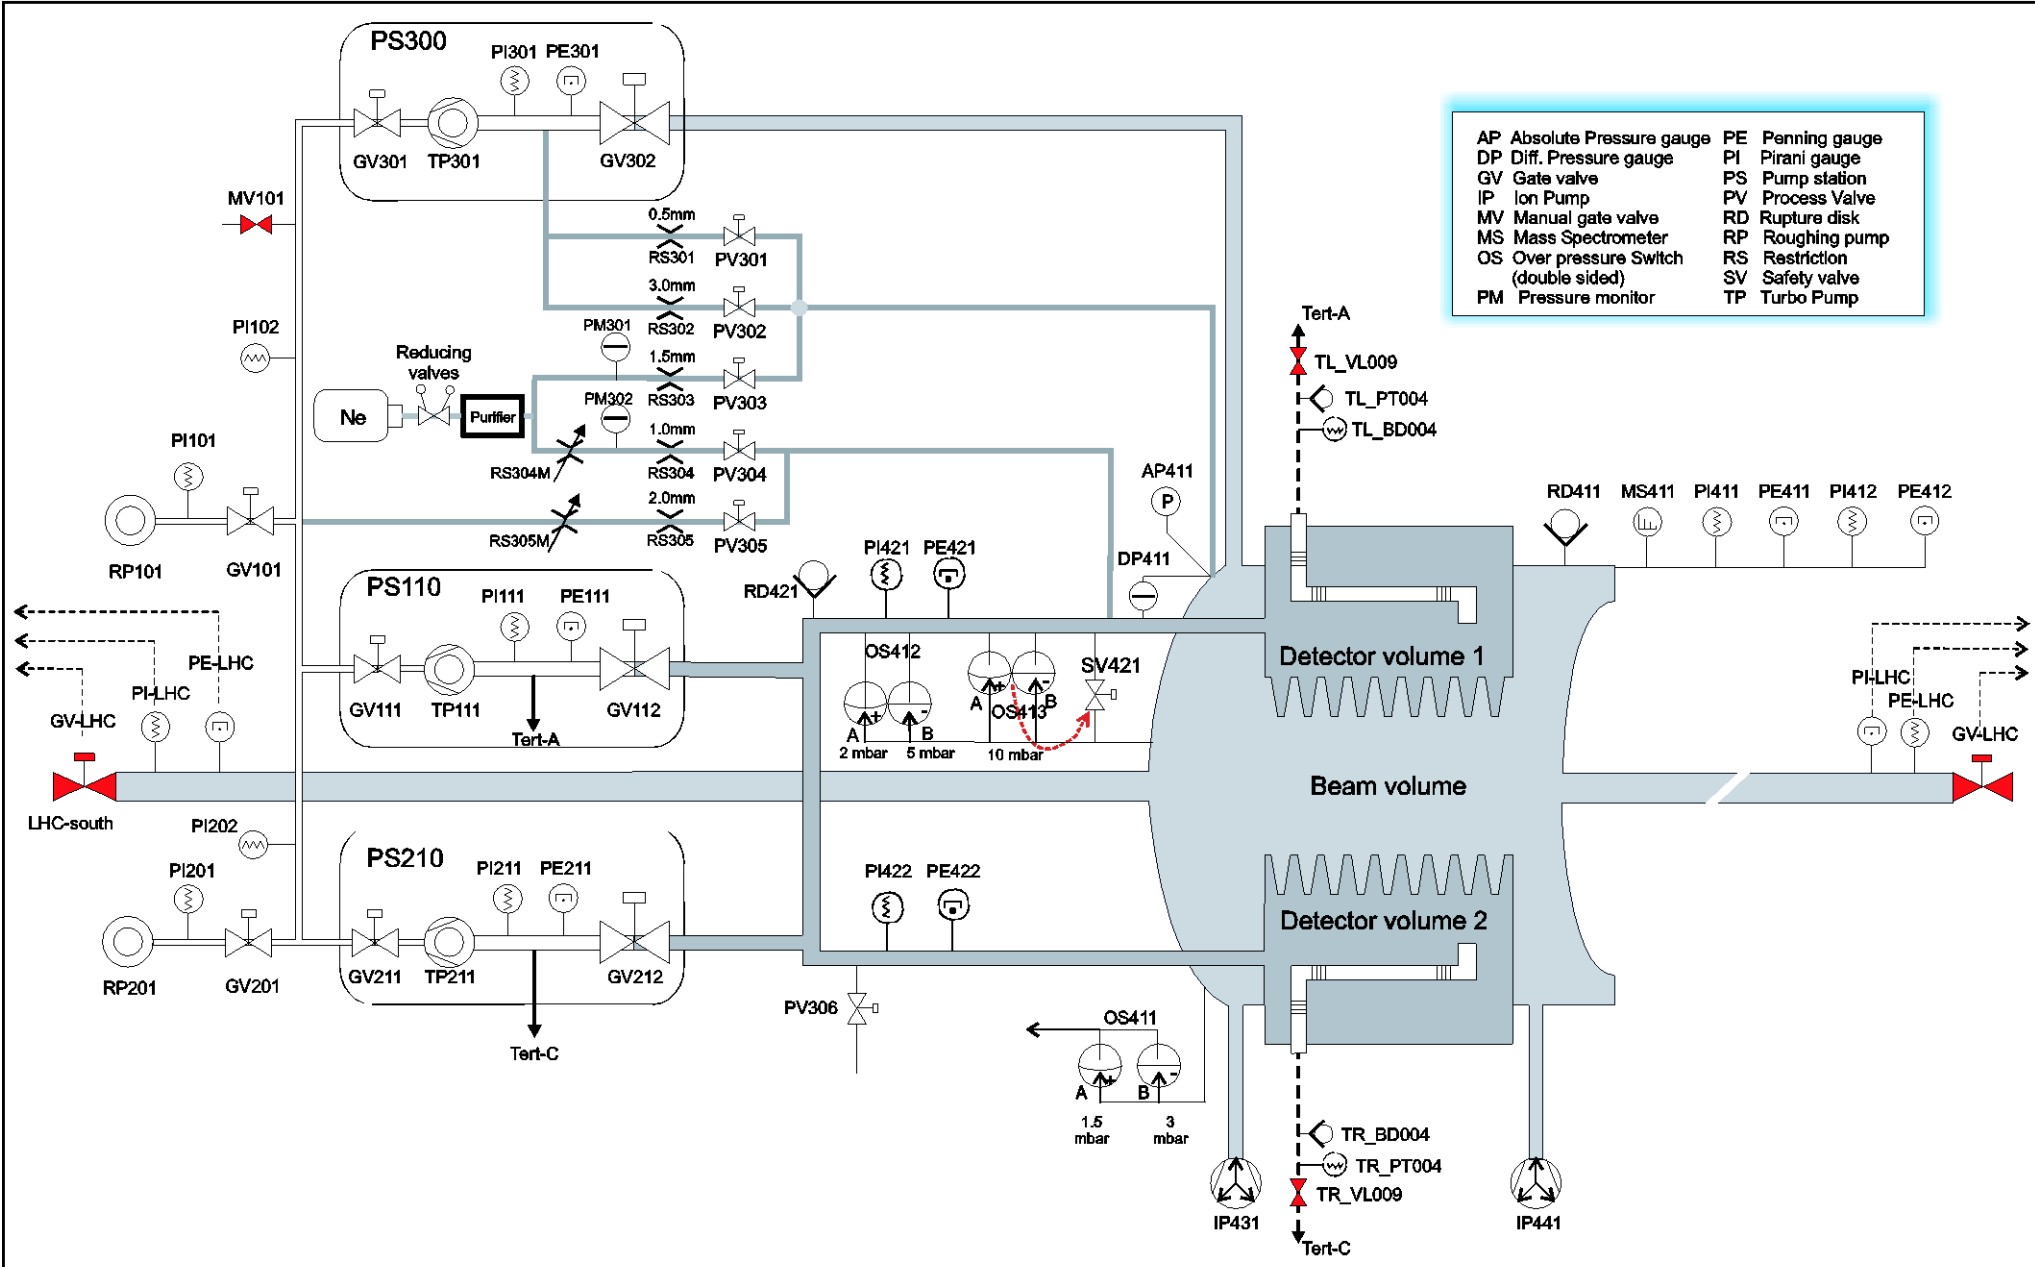 PS300
PI301
PE301
GV301
TP301
GV302
MV101
0.5mm
RS301
PV301
3.0mm
RS302
PV302
PI102
PM301
Reducing
valves
1.5mm
RS303
PV303
Ne
Purifier
PM302
1.0mm
RS304M
RS304
PV304
2.0mm
RS305M
RS305
PV305
PI101
RP101
GV101
AP Absolute Pressure gauge PE Penning gauge
DP Diff. Pressure gauge PI Pirani gauge
GV Gate valve PS Pump station
IP Ion Pump PV Process Valve
MV Manual gate valve RD Rupture disk
MS Mass Spectrometer RP Roughing pump
OS Over pressure Switch RS Restriction
(double sided) SV Safety valve
PM Pressure monitor TP Turbo Pump
Tert-A
TL_VL009
TL_PT004
TL_BD004
AP411
P
DP411
RD411
MS411
PI411
PE411
PI412
PE412
PS110
PI111
PE111
GV111
TP111
GV112
Tert-A
RD421
PI421
PE421
OS412
A
+
-
B
2 mbar
5 mbar
A
+
-
B
OS413
10 mbar
SV421
Detector volume 1
Beam volume
Detector volume 2
PE-LHC
PI-LHC
GV-LHC
LHC-south
PI-LHC
PE-LHC
GV-LHC
PI202
PI201
RP201
GV201
PS210
PI211
PE211
GV211
TP211
GV212
Tert-C
PI422
PE422
PV306
OS411
A
+
B
-
1.5
mbar
3
mbar
IP431
IP441
TR_BD004
TR_PT004
TR_VL009
Tert-C